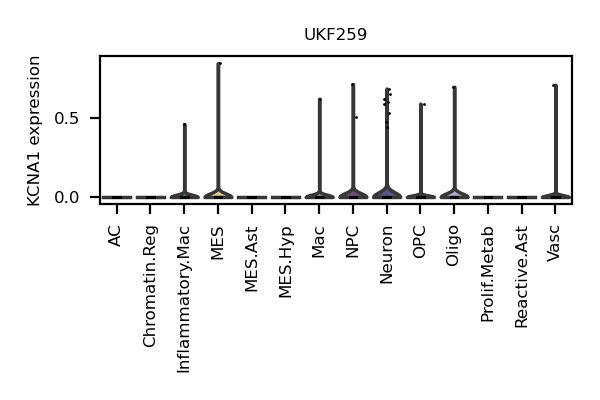 UKF259
KCNA1 expression
0.5
0.0
AC
Chromatin.Reg
Inflammatory.Mac
MES
MES.Ast
MES.Hyp
Mac
NPC
Neuron
OPC
Oligo
Prolif.Metab
Reactive.Ast
Vasc